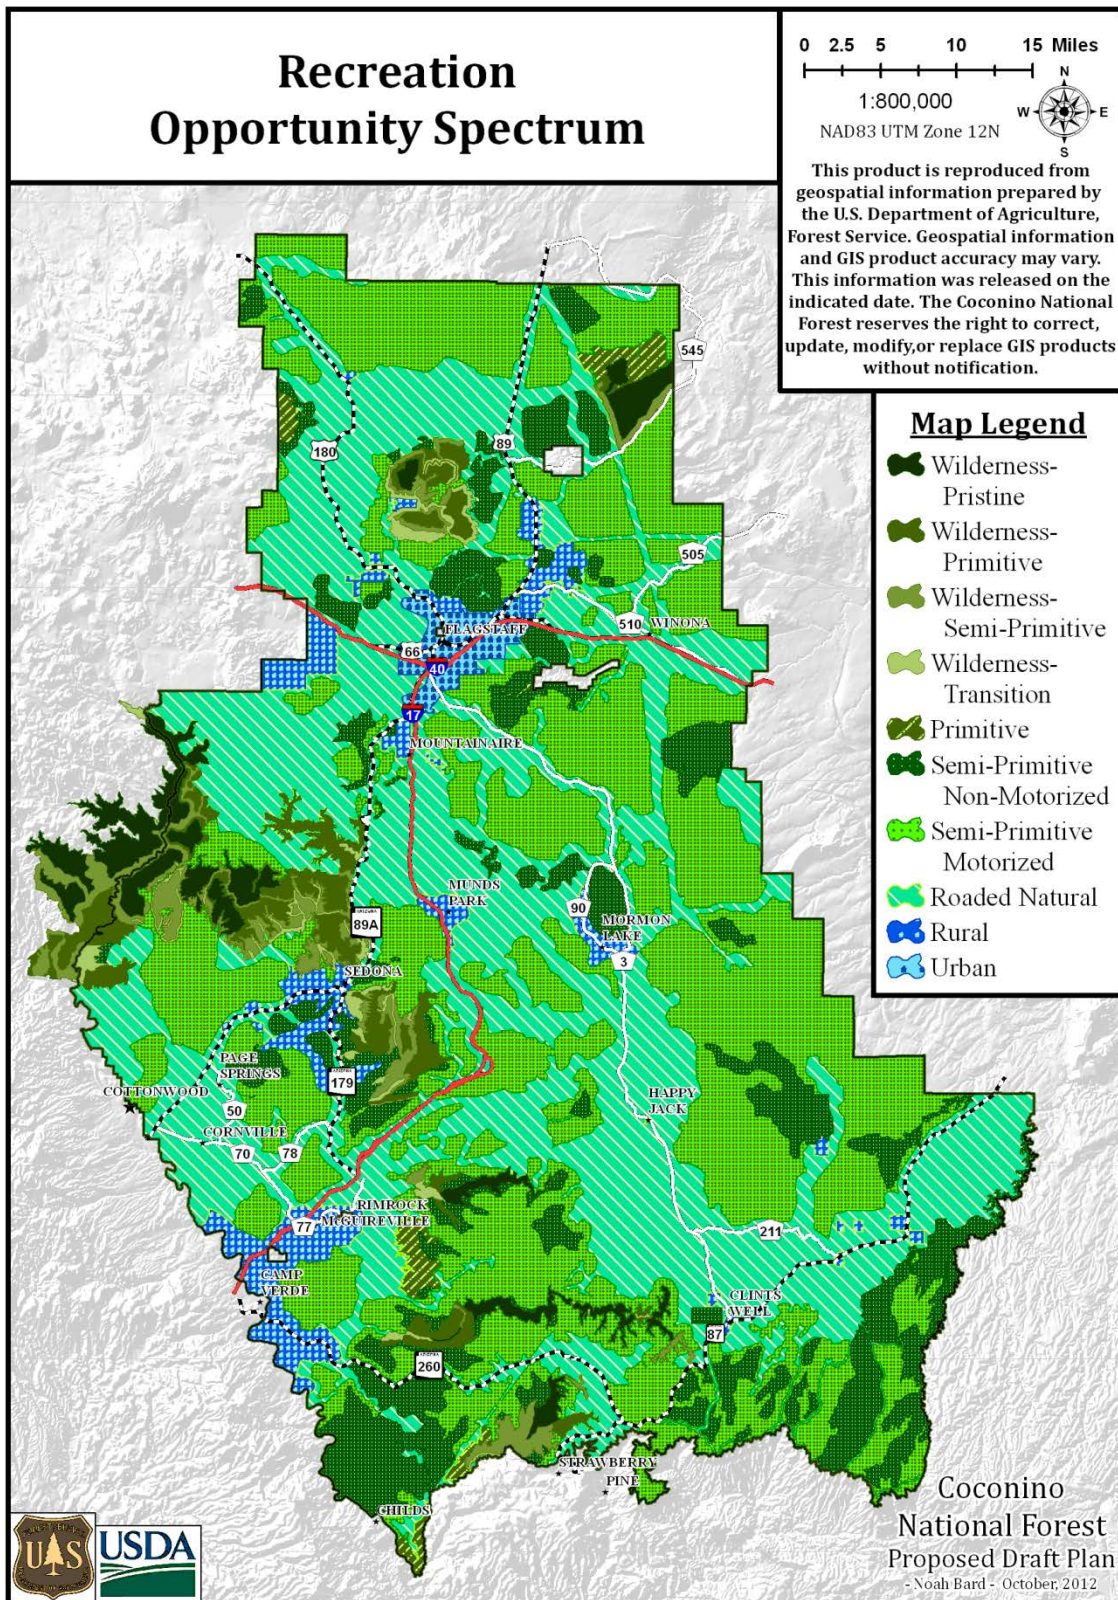 Recreation
Opportunity Spectrum
0 2.5 5 10 15 Miles
1:800,000
NAD83 UTM Zone 12N
N
W E
S
This product is reproduced from
geospatial information prepared by
the U.S. Department of Agriculture,
Forest Service. Geospatial information
and GIS product accuracy may vary.
This information was released on the
indicated date. The Coconino National
Forest reserves the right to correct,
update, modify,or replace GIS products
without notification.
Map Legend
Wilderness-
Pristine
Wilderness-
Primitive
Wilderness-
Semi-Primitive
Wilderness-
Transition
Primitive
Semi-Primitive
Non-Motorized
Semi-Primitive
Motorized
Roaded Natural
Rural
Urban
545
89
180
505
510
WINONA
FLAGSTAFF
66
40
17
MOUNTAINAIRE
MUNDS
PARK
90
MORMON
LAKE
3
89A
SEDONA
PAGE
SPRINGS
179
COTTONWOOD
50
HAPPY
JACK
CORNVILLE
70
78
RIMROCK
McGUIREVILLE
77
211
CAMP
VERDE
CLINTS
WELL
87
260
STRAWBERRY
PINE
CHILDS
Coconino
National Forest
Proposed Draft Plan
- Noah Bard - October, 2012
U S
USDA